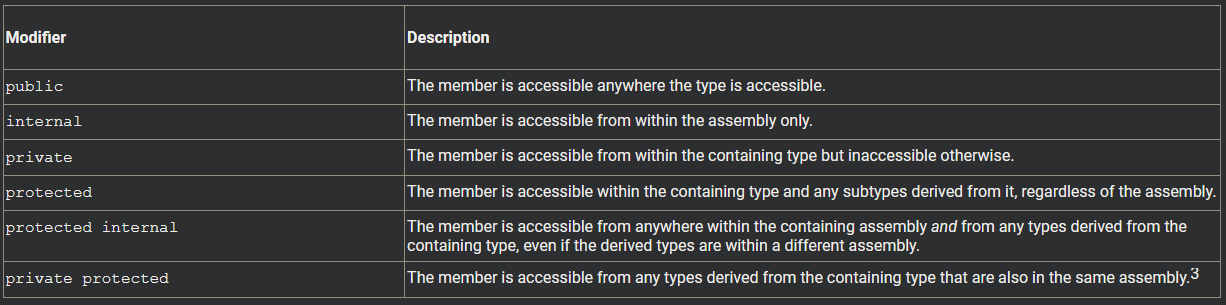 Modifier Description
public The member is accessible anywhere the type is accessible.
internal The member is accessible from within the assembly only.
private The member is accessible from within the containing type but inaccessible otherwise.
protected The member is accessible within the containing type and any subtypes derived from it, regardless of the assembly.
protected internal The member is accessible from anywhere within the containing assembly and from any types derived from the
containing type, even if the derived types are within a different assembly.
private protected The member is accessible from any types derived from the containing type that are also in the same assembly.3